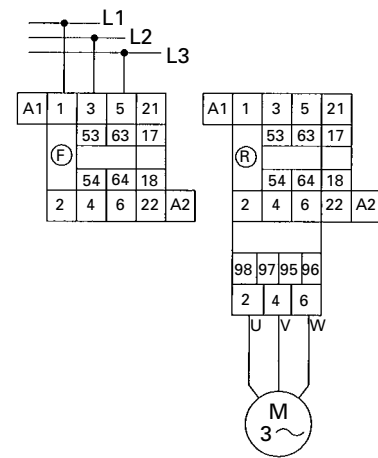 L1
L2
L3
A1 1 3 5 21 A1 1 3 5 21
53 63 17 53 63 17
F R
54 64 18 54 64 18
2 4 6 22 A2 2 4 6 22 A2
98 97 95 96
2 4 6
U V W
M
3~